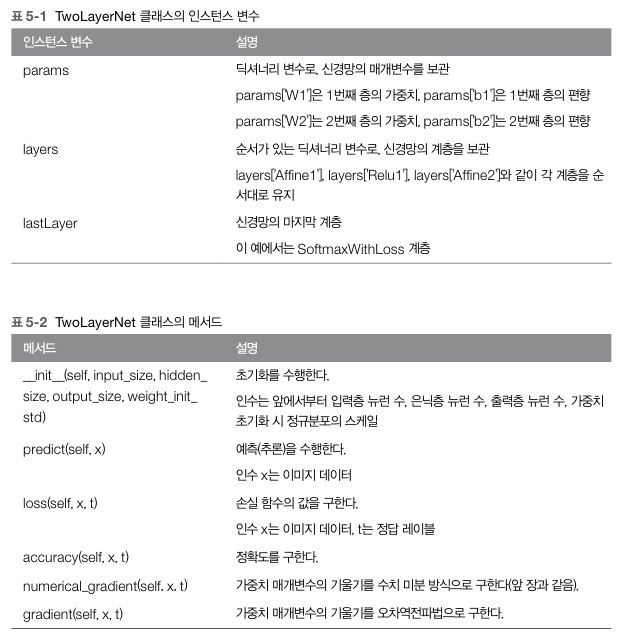 표 5-1 TwoLayerNet 클래스의 인스턴스 변수
인스턴스 변수 설명
params 딕셔너리 변수로, 신경망의 매개변수를 보관
params['W1']은 1번째 층의 가중치, params['b1']은 1번째 층의 편향
params['W2']는 2번째 층의 가중치, params['b2']는 2번째 층의 편향
layers 순서가 있는 딕셔너리 변수로, 신경망의 계층을 보관
layers['Affine1'], layers['Relu1'], layers['Affine2']와 같이 각 계층을 순
서대로 유지
lastLayer 신경망의 마지막 계층
이 예에서는 SoftmaxWithLoss 계층
표 5-2 TwoLayerNet 클래스의 메서드
메서드 설명
__init__(self, input_size, hidden_ 초기화를 수행한다.
size, output_size, weight_init_ 인수는 앞에서부터 입력층 뉴런 수, 은닉층 뉴런 수, 출력층 뉴런 수, 가중치
std) 초기화 시 정규분포의 스케일
predict(self, x) 예측(추론)을 수행한다.
인수 x는 이미지 데이터
loss(self, x, t) 손실 함수의 값을 구한다.
인수 x는 이미지 데이터, t는 정답 레이블
accuracy(self, x, t) 정확도를 구한다.
numerical_gradient(self, x, t) 가중치 매개변수의 기울기를 수치 미분 방식으로 구한다(앞 장과 같음).
gradient(self, x, t) 가중치 매개변수의 기울기를 오차역전파법으로 구한다.